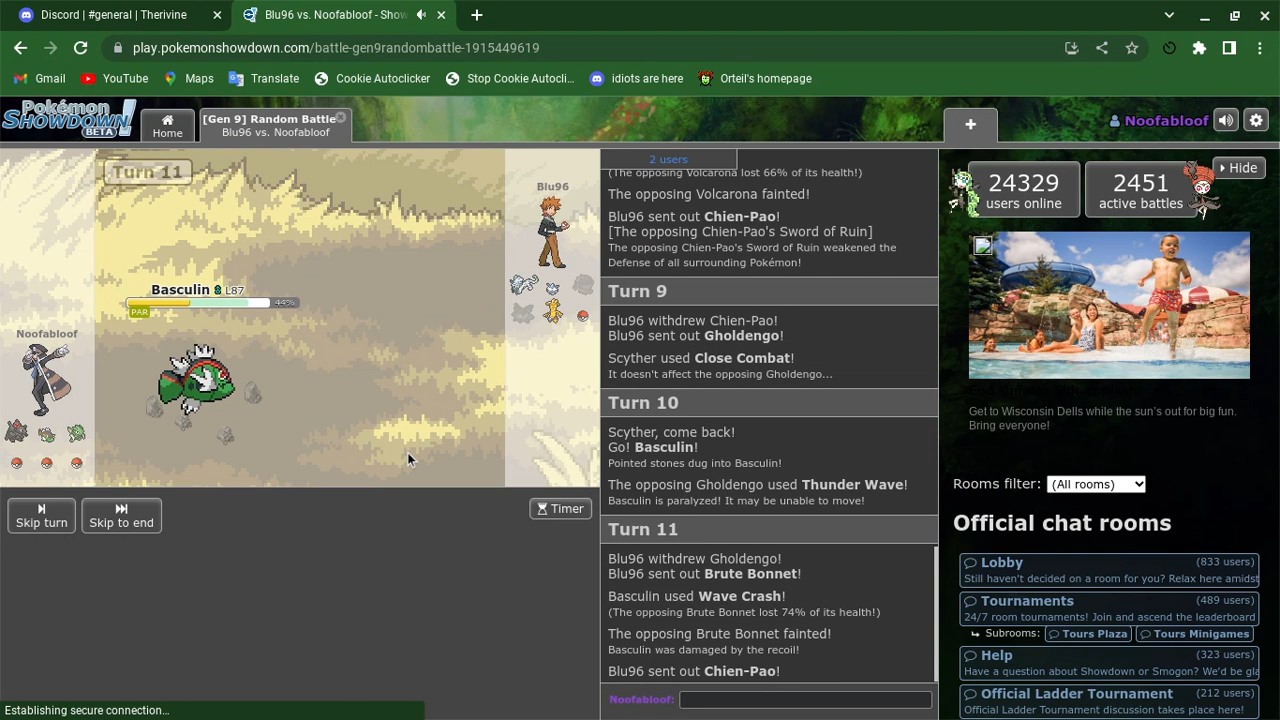 Discord | #general | Therivine
Blu96 vs. Noofabloof - Show
play.pokemonshowdown.com/battle-gen9randombattle-1915449619
Gmail
YouTube
Maps
Translate
Cookie Autoclicker
Stop Cookie Autocli...
idiots are here
Orteil's homepage
Pokémon
SHOWDOWN!
BETA
Home
[Gen 9] Random Battle
Blu96 vs. Noofabloof
+
Noofabloof
Turn 11
Blu96
Basculin L87
44%
PAR
Noofabloof
Skip turn
Skip to end
Timer
2 users
(The opposing Volcarona lost 66% of its health!)
The opposing Volcarona fainted!
Blu96 sent out Chien-Pao!
[The opposing Chien-Pao's Sword of Ruin]
The opposing Chien-Pao's Sword of Ruin weakened the
Defense of all surrounding Pokémon!
Turn 9
Blu96 withdrew Chien-Pao!
Blu96 sent out Gholdengo!
Scyther used Close Combat!
It doesn't affect the opposing Gholdengo...
Turn 10
Scyther, come back!
Go! Basculin!
Pointed stones dug into Basculin!
The opposing Gholdengo used Thunder Wave!
Basculin is paralyzed! It may be unable to move!
Turn 11
Blu96 withdrew Gholdengo!
Blu96 sent out Brute Bonnet!
Basculin used Wave Crash!
(The opposing Brute Bonnet lost 74% of its health!)
The opposing Brute Bonnet fainted!
Basculin was damaged by the recoil!
Blu96 sent out Chien-Pao!
Noofabloof:
24329
users online
2451
active battles
Hide
Get to Wisconsin Dells while the sun's out for big fun.
Bring everyone!
Rooms filter: (All rooms)
Official chat rooms
Lobby (833 users)
Still haven't decided on a room for you? Relax here amidst
Tournaments (489 users)
24/7 room tournaments! Join and ascend the leaderboard
Subrooms: Tours Plaza Tours Minigames
Help (323 users)
Have a question about Showdown or Smogon? We'd be gla
Official Ladder Tournament (212 users)
Official Ladder Tournament discussion takes place here!
Establishing secure connection...